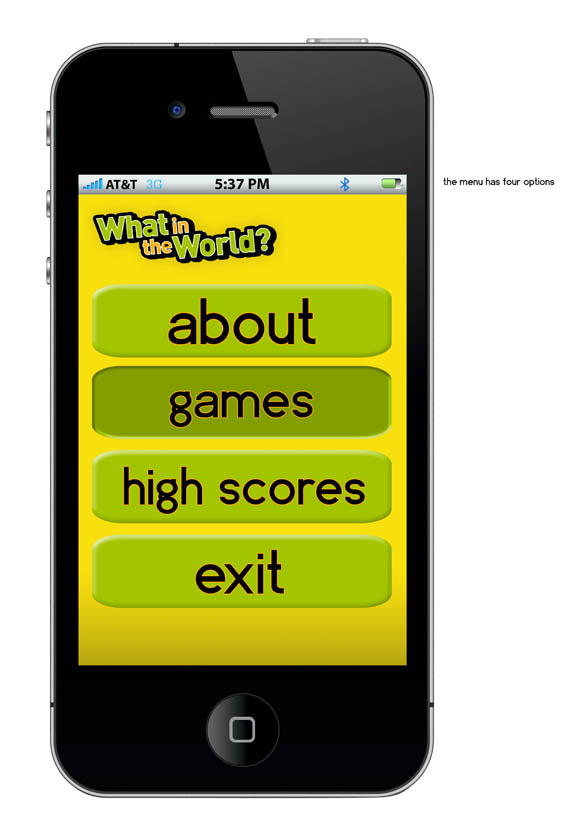 AT&T 3G 5:37 PM
the menu has four options
What in
the World?
about
games
high scores
exit